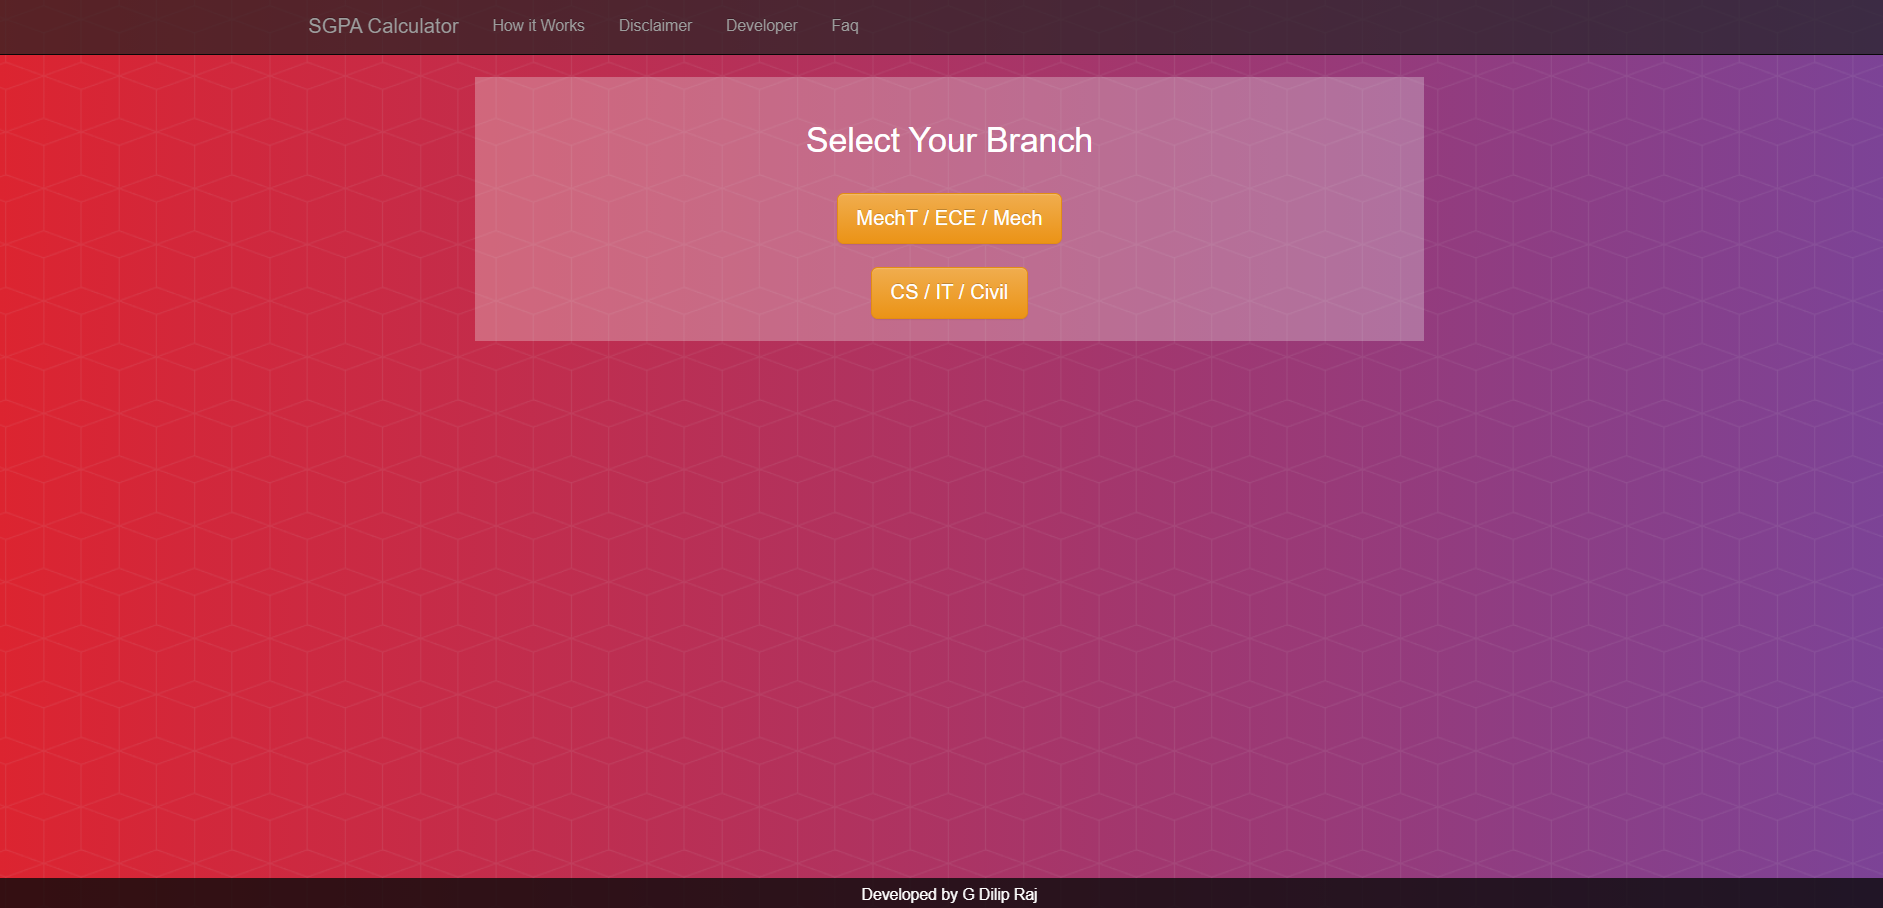 SGPA Calculator How it Works Disclaimer Developer Faq
Select Your Branch
MechT / ECE / Mech
CS / IT / Civil
Developed by G Dilip Raj